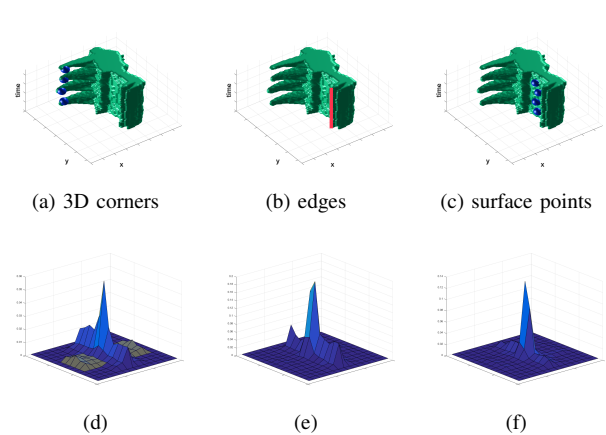 time
y
x
time
y
x
time
y
x
(a) 3D corners
(b) edges
(c) surface points
(d)
(e)
(f)